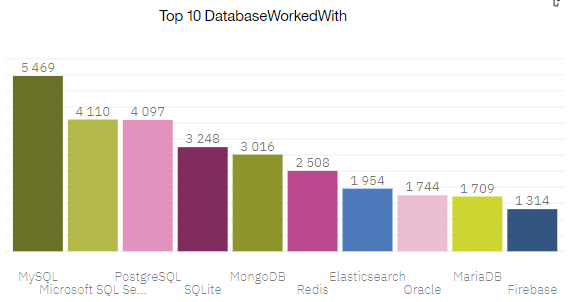 Top 10 DatabaseWorkedWith
5 469
4 110
4 097
3 248
3 016
2 508
1 954
1 744
1 709
1 314
MySQL
Microsoft SQL Se...
PostgreSQL
SQLite
MongoDB
Redis
Elasticsearch
Oracle
MariaDB
Firebase